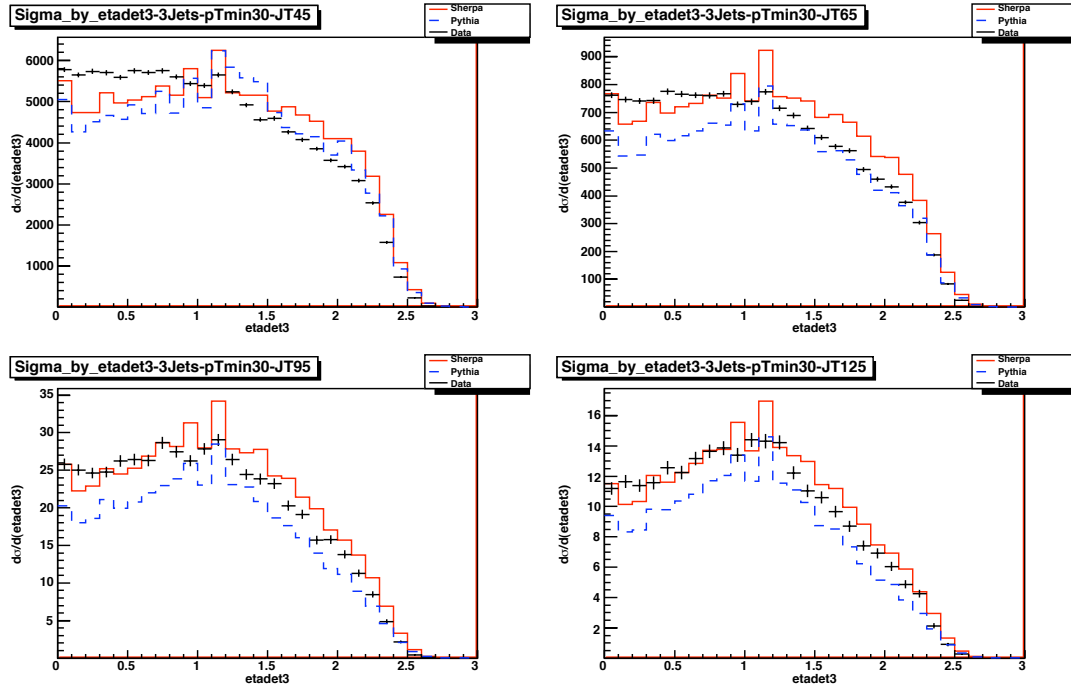 Sigma_by_etadet3-3Jets-pTmin30-JT45
Sherpa
Pythia
Data
dσ/d(etadet3)
6000
5000
4000
3000
2000
1000
0 0.5 1 1.5 2 2.5 3
etadet3
Sigma_by_etadet3-3Jets-pTmin30-JT65
Sherpa
Pythia
Data
dσ/d(etadet3)
900
800
700
600
500
400
300
200
100
0
0 0.5 1 1.5 2 2.5 3
etadet3
Sigma_by_etadet3-3Jets-pTmin30-JT95
Sherpa
Pythia
Data
dσ/d(etadet3)
35
30
25
20
15
10
5
0 0.5 1 1.5 2 2.5 3
etadet3
Sigma_by_etadet3-3Jets-pTmin30-JT125
Sherpa
Pythia
Data
dσ/d(etadet3)
16
14
12
10
8
6
4
2
0
0 0.5 1 1.5 2 2.5 3
etadet3